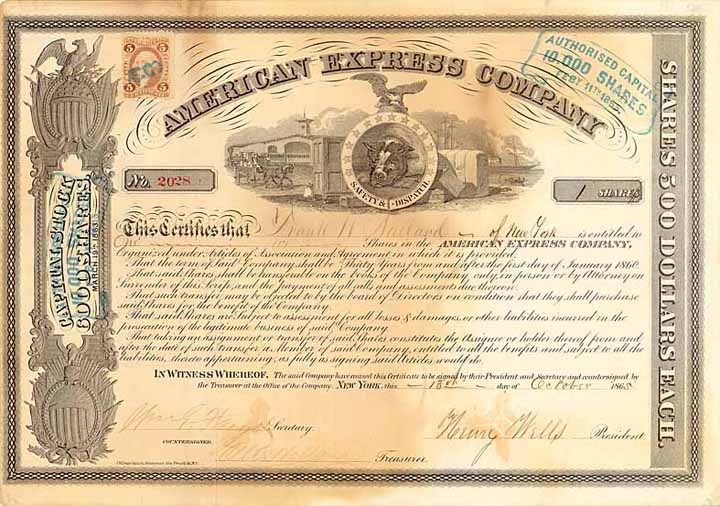 5 5
5 5
AMERICAN EXPRESS COMPANY
AUTHORISED CAPITAL
10,000 SHARES
FEBY 11TH 1865
No. 2028
SAFETY & DISPATCH
1 SHARES
CAPITAL STOCK
SHARES
MARCH
SHARES 500 DOLLARS EACH.
This Certifies that Frank of New York is entitled to
One Shares in the AMERICAN EXPRESS COMPANY.
Organized under Articles of Association and Agreement in which it is provided;
That the term of said Company shall be Thirty Years from and after the first day of January 1860.
That said Shares shall be transferable on the books of the Company, only in person or by Attorney on
Surrender of this Scrip, and the payment of all calls and assessments due thereon.
That such transfer may be objected to by the board of Directors on condition that they shall purchase
said Shares for the benefit of the Company.
That said Shares are Subject to assessment for all losses & damages, or other liabilities incurred in the
prosecution of the legitimate business of said Company.
That taking an assignment or transfer of said Shares constitutes the Assignee or holder thereof from and
after the date of such transfer, a Member of said Company, entitled to all the benefits and subject to all the
liabilities, thereto appertaining, as fully as signing said Articles would do.
IN WITNESS WHEREOF. The said Company have caused this Certificate to be signed by their President and Secretary and countersigned by
the Treasurer at the Office of the Company. NEW YORK, this 18th day of October 1865
Secretary.
Henry Wells President.
COUNTERSIGNED.
Treasurer.